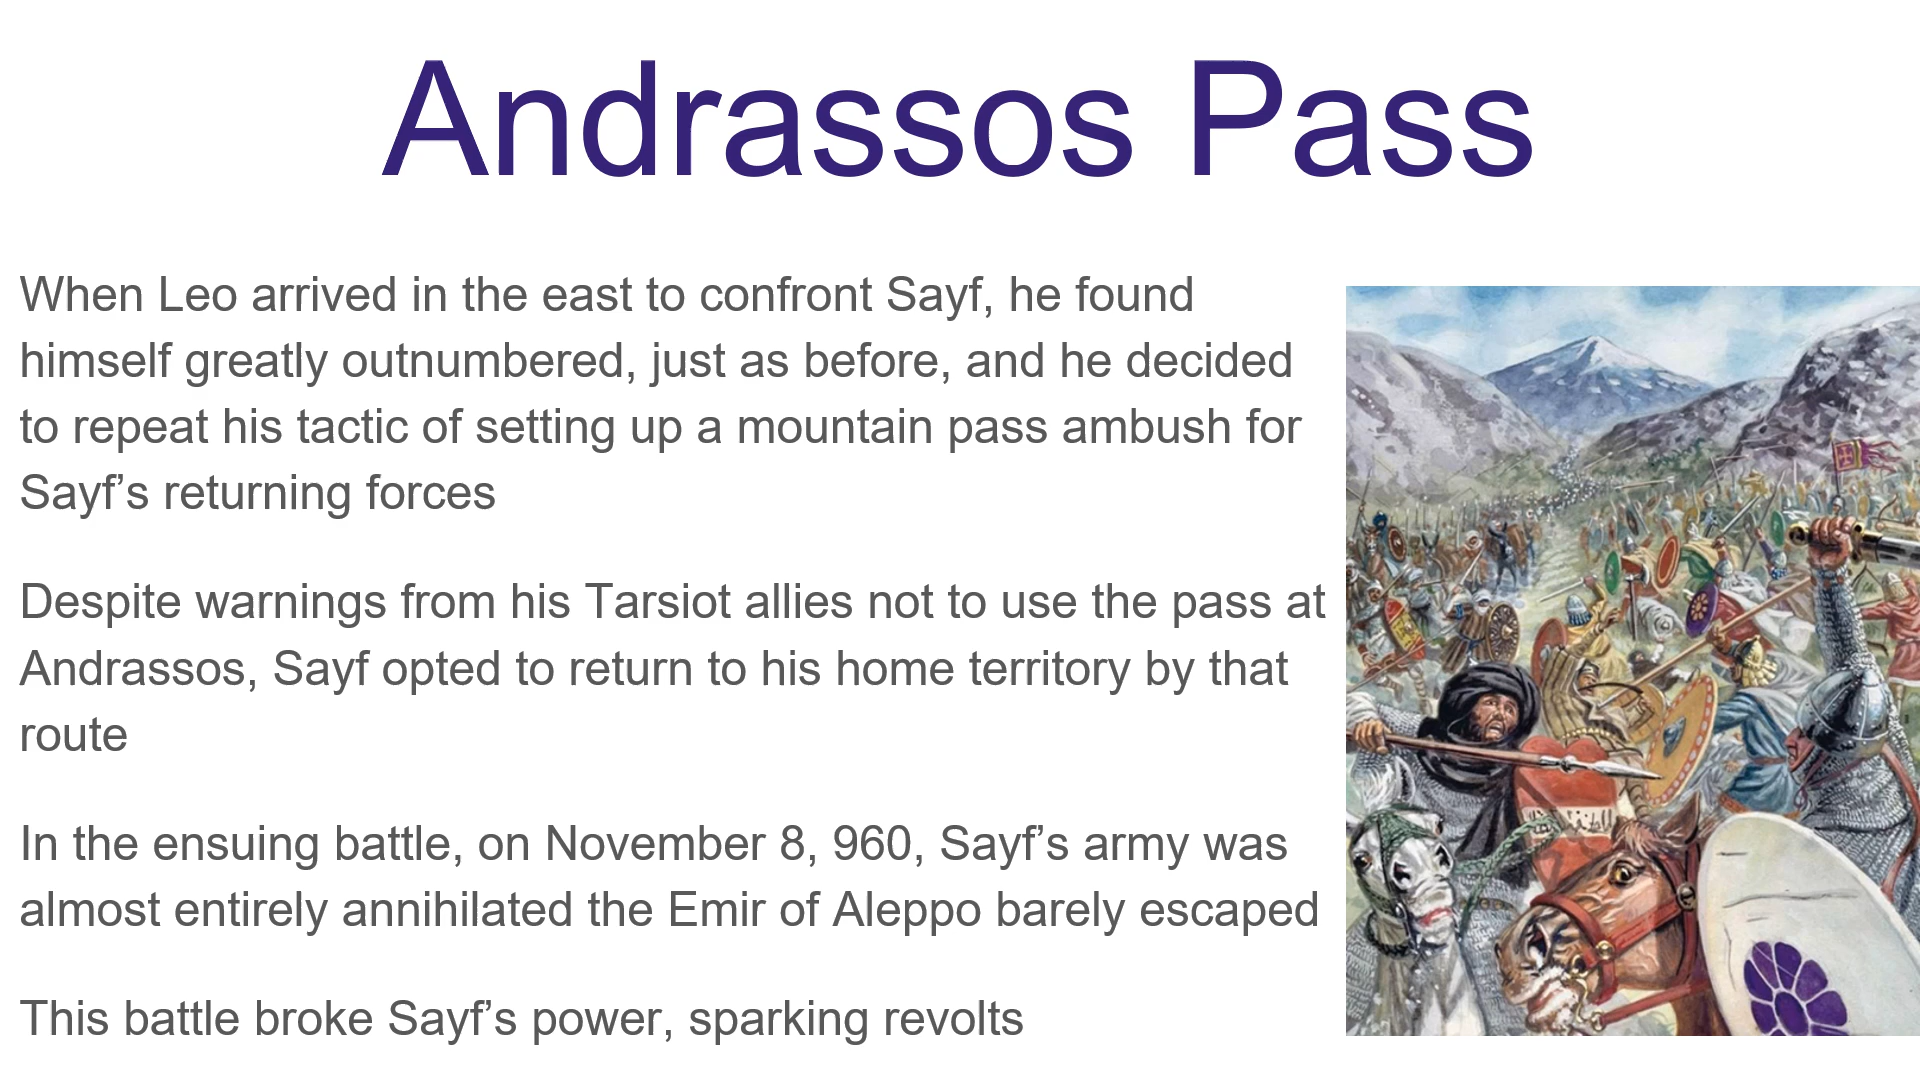 Andrassos Pass
When Leo arrived in the east to confront Sayf, he found
himself greatly outnumbered, just as before, and he decided
to repeat his tactic of setting up a mountain pass ambush for
Sayf’s returning forces
Despite warnings from his Tarsiot allies not to use the pass at
Andrassos, Sayf opted to return to his home territory by that
route
In the ensuing battle, on November 8, 960, Sayf’s army was
almost entirely annihilated the Emir of Aleppo barely escaped
This battle broke Sayf’s power, sparking revolts